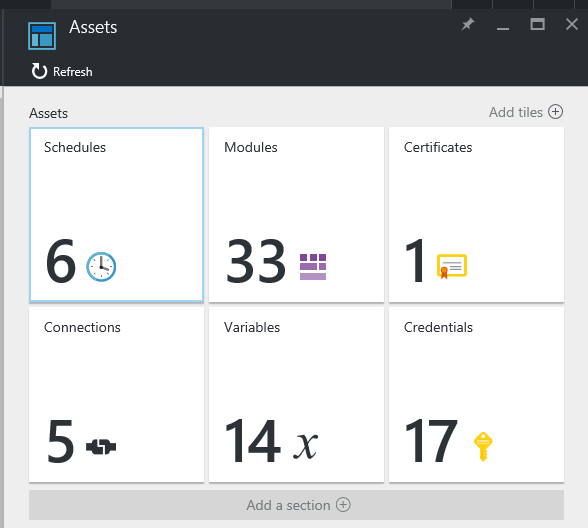 Assets
Refresh
Assets
Add tiles
Schedules
6
Modules
33
Certificates
1
Connections
5
Variables
14 x
Credentials
17
Add a section